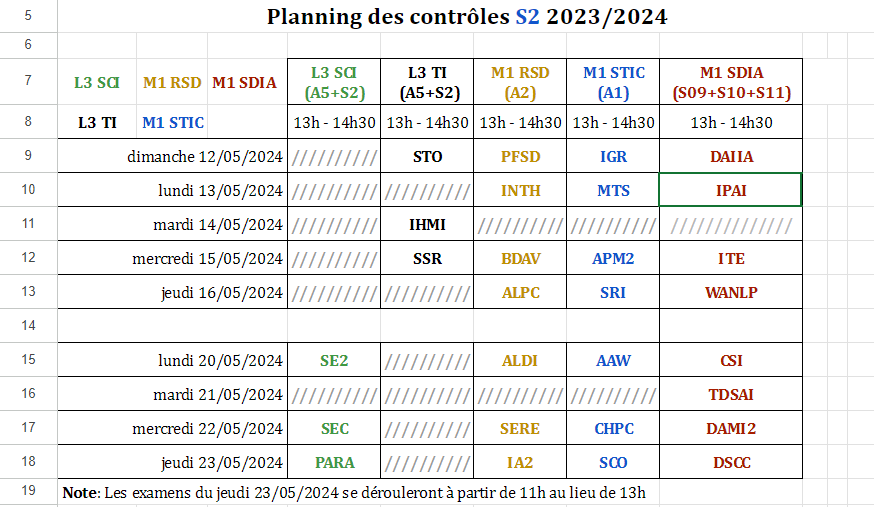 5 Planning des contrôles S2 2023/2024
6
7 L3 SCI M1 RSD M1 SDIA L3 SCI (A5+S2) L3 TI (A5+S2) M1 RSD (A2) M1 STIC (A1) M1 SDIA (S09+S10+S11)
8 L3 TI M1 STIC 13h - 14h30 13h - 14h30 13h - 14h30 13h - 14h30 13h - 14h30
9 dimanche 12/05/2024 ////////// STO PFSD IGR DAIIA
10 lundi 13/05/2024 ////////// ////////// INTH MTS IPAI
11 mardi 14/05/2024 ////////// IHMI ////////// ////////// //////////////
12 mercredi 15/05/2024 ////////// SSR BDAV APM2 ITE
13 jeudi 16/05/2024 ////////// ////////// ALPC SRI WANLP
14
15 lundi 20/05/2024 SE2 ////////// ALDI AAW CSI
16 mardi 21/05/2024 ////////// ////////// ////////// ////////// TDSAI
17 mercredi 22/05/2024 SEC ////////// SERE CHPC DAMI2
18 jeudi 23/05/2024 PARA ////////// IA2 SCO DSCC
19 Note: Les examens du jeudi 23/05/2024 se dérouleront à partir de 11h au lieu de 13h